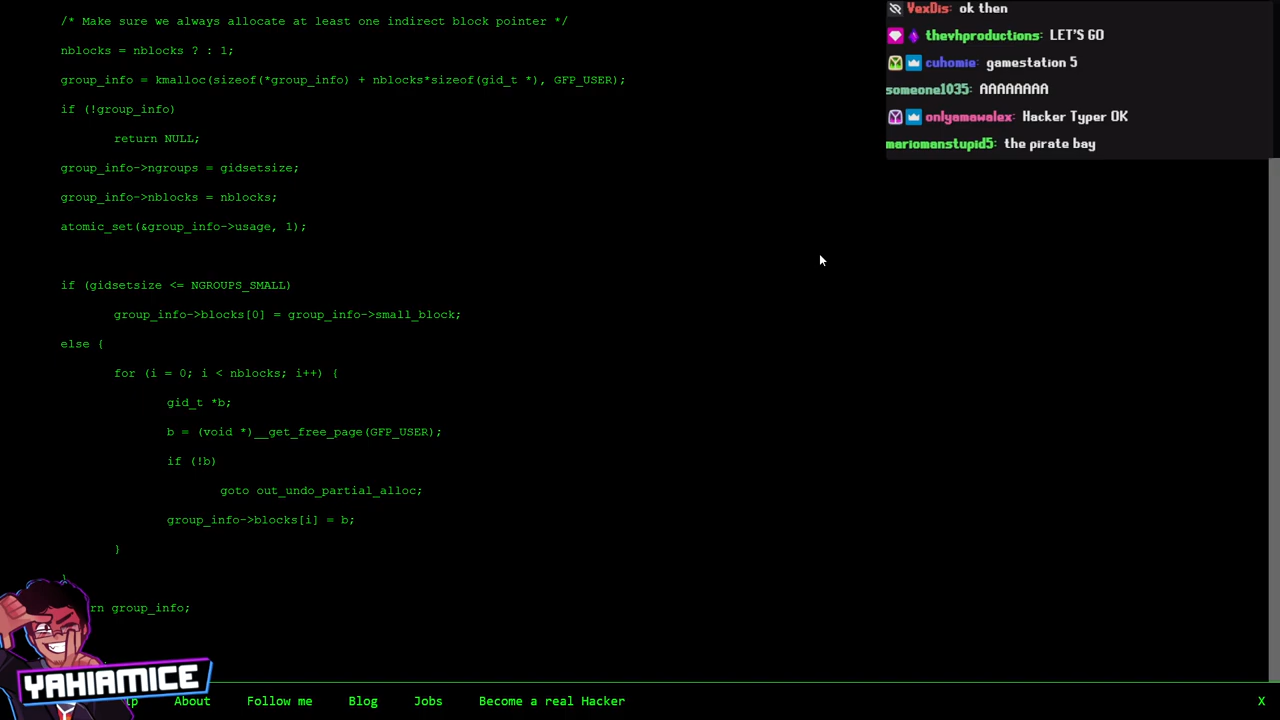 /* Make sure we always allocate at least one indirect block pointer */
nblocks = nblocks ? : 1;
group_info = kmalloc(sizeof(*group_info) + nblocks*sizeof(gid_t *), GFP_USER);
if (!group_info)
return NULL;
group_info->ngroups = gidsetsize;
group_info->nblocks = nblocks;
atomic_set(&group_info->usage, 1);
if (gidsetsize <= NGROUPS_SMALL)
group_info->blocks[0] = group_info->small_block;
else {
for (i = 0; i < nblocks; i++) {
gid_t *b;
b = (void *)__get_free_page(GFP_USER);
if (!b)
goto out_undo_partial_alloc;
group_info->blocks[i] = b;
}
}
rn group_info;
VexDis: ok then
thevhproductions: LET'S GO
cuhomie: gamestation 5
someone1035: AAAAAAAA
onlyamawalex: Hacker Typer OK
mariomanstupid5: the pirate bay
YAHIAMICE
lp About Follow me Blog Jobs Become a real Hacker X